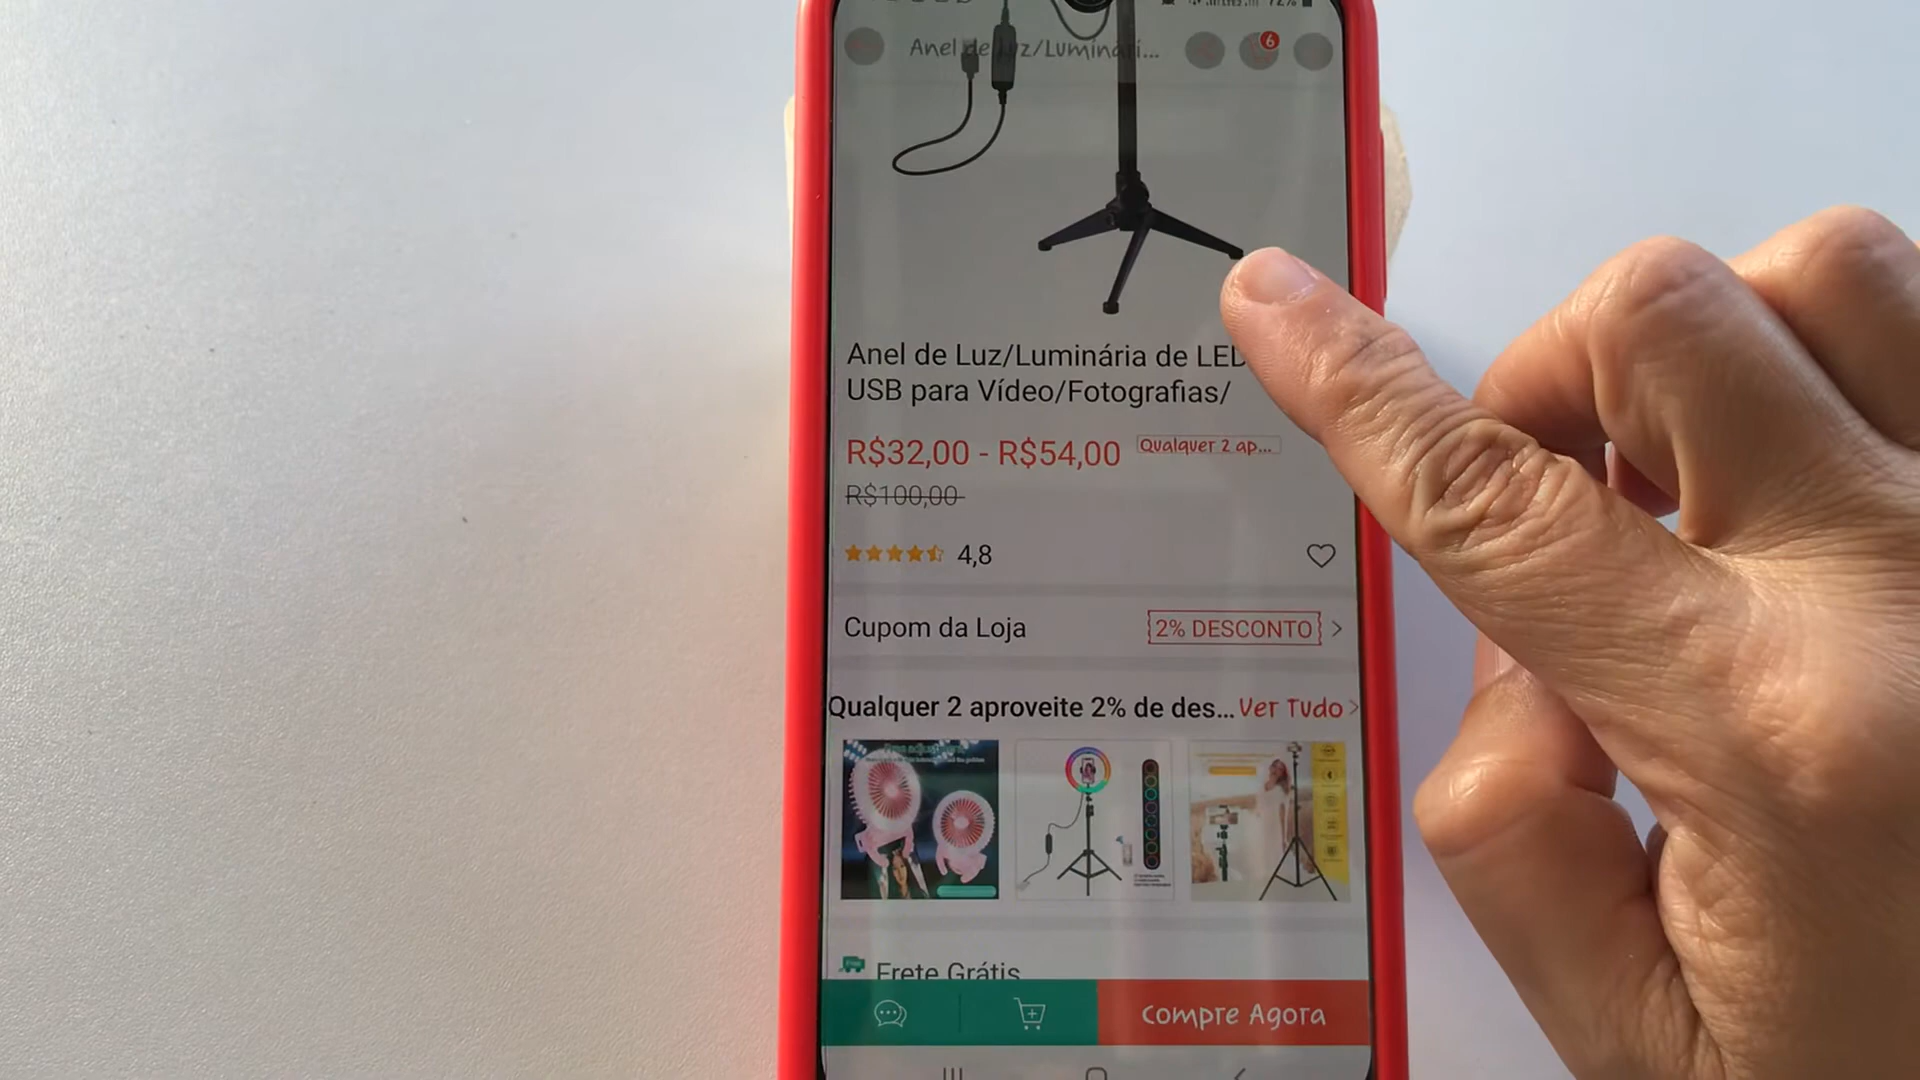 72%
Anel de Luz/Luminári...
6
Anel de Luz/Luminária de LED
USB para Vídeo/Fotografias/
R$32,00 - R$54,00
Qualquer 2 ap...
R$100,00
4,8
Cupom da Loja
2% DESCONTO
Qualquer 2 aproveite 2% de des...
Ver Tudo
Frete Grátis
Compre Agora